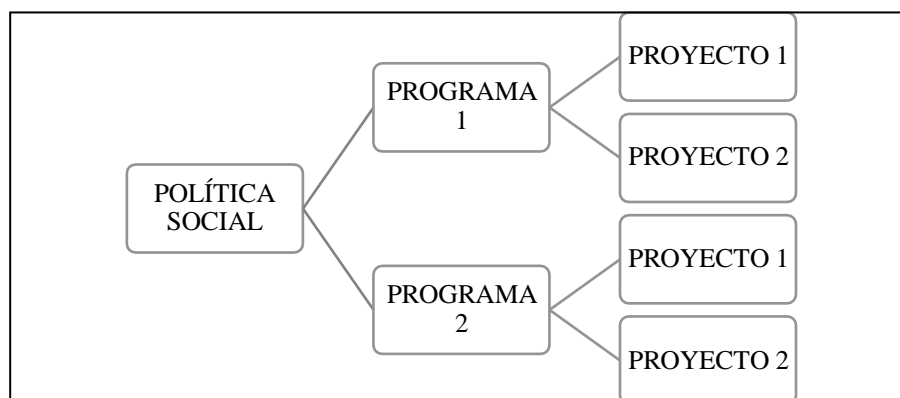 PROYECTO 1
PROGRAMA
1
PROYECTO 2
POLÍTICA
SOCIAL
PROYECTO 1
PROGRAMA
2
PROYECTO 2